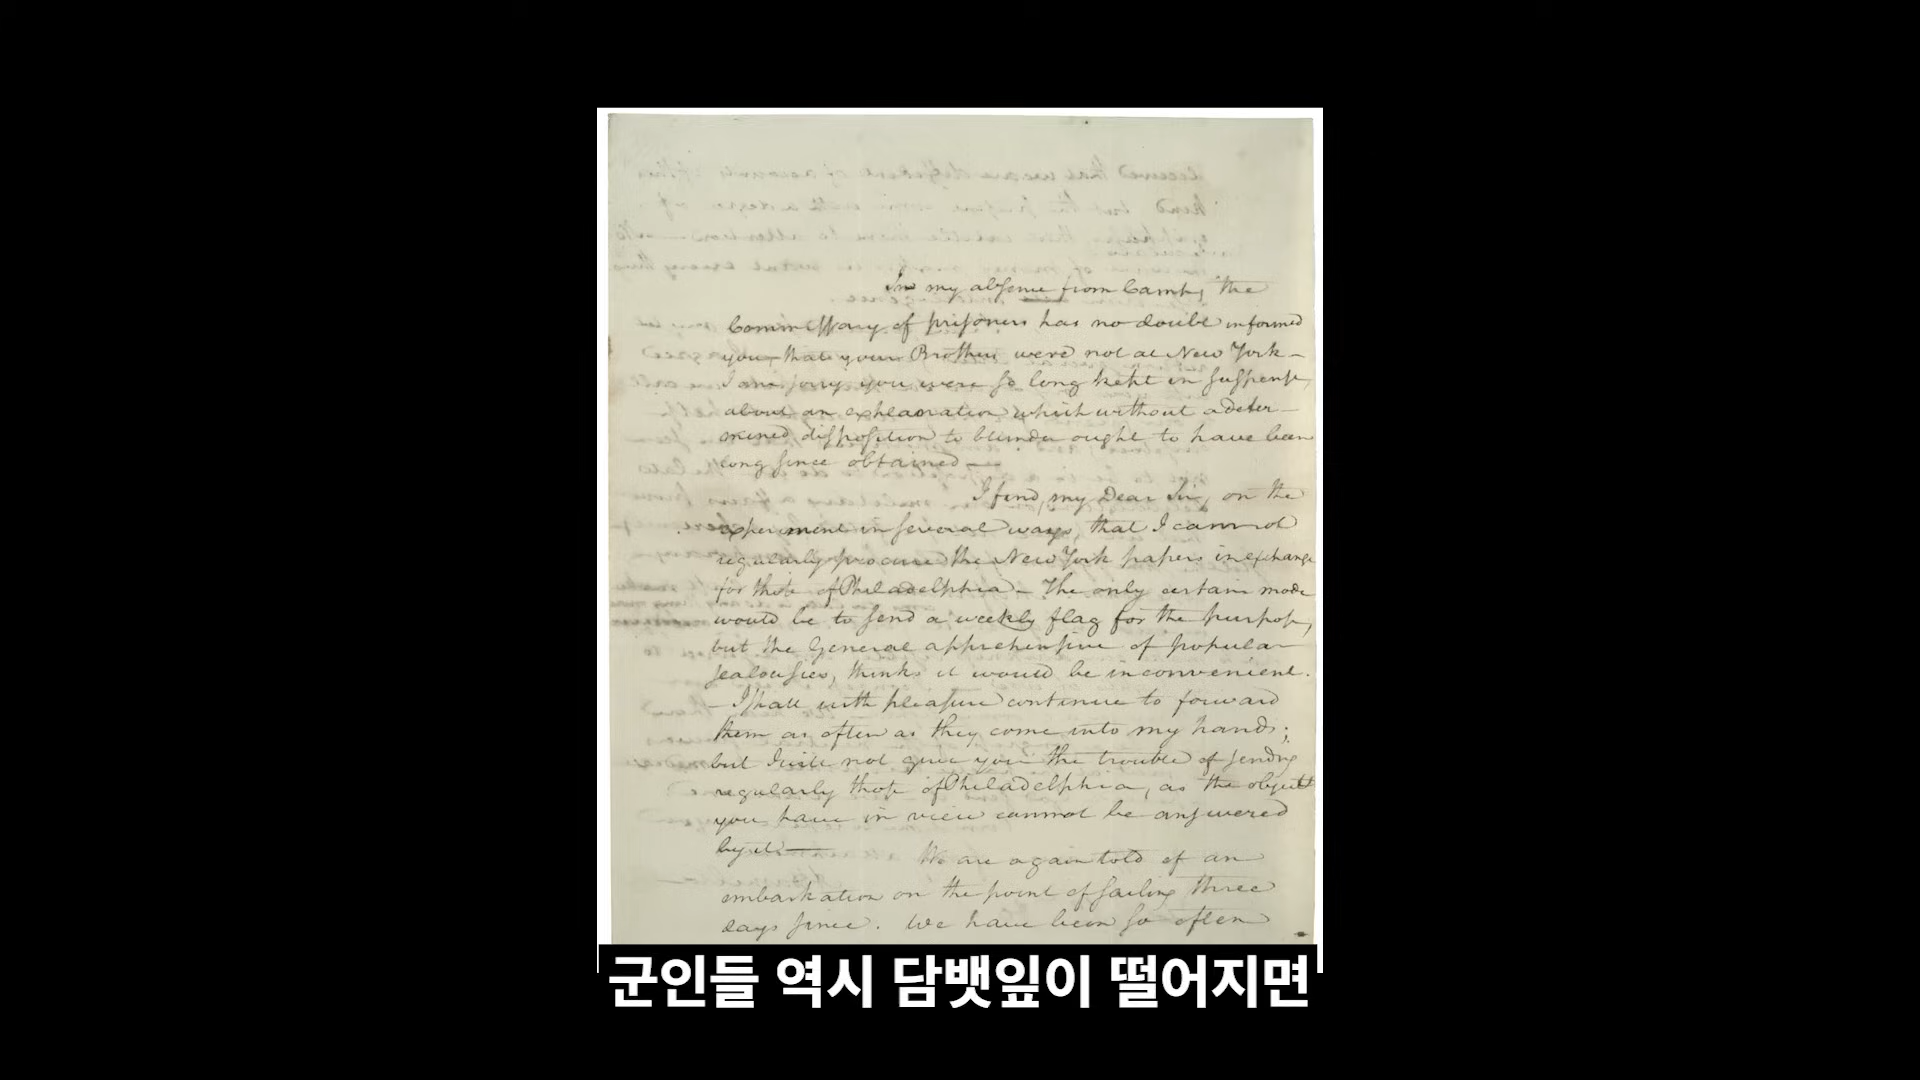 In my absence from Camp, the
Commissary of prisoners has no doubt informed
you, that your Brothers were not at New York –
I am sorry you were so long kept in suspense,
about an explanation which without a deter–
mined disposition to blunder ought to have been
long since obtained —
I find, my Dear Sir, on the
experiment in several ways, that I cannot
regularly procure the New York papers in exchange
for those of Philadelphia – The only certain mode
would be to send a weekly flag for the purpose,
but the General apprehensive of popular
jealousies, thinks it would be inconvenient.
– I shall with pleasure continue to forward
them as often as they come into my hands;
but I will not give you the trouble of sending
regularly those of Philadelphia, as the object
you have in view cannot be answered
by it —
We are again told of an
embarkation on the point of sailing three
days since. We have been so often
군인들 역시 담뱃잎이 떨어지면